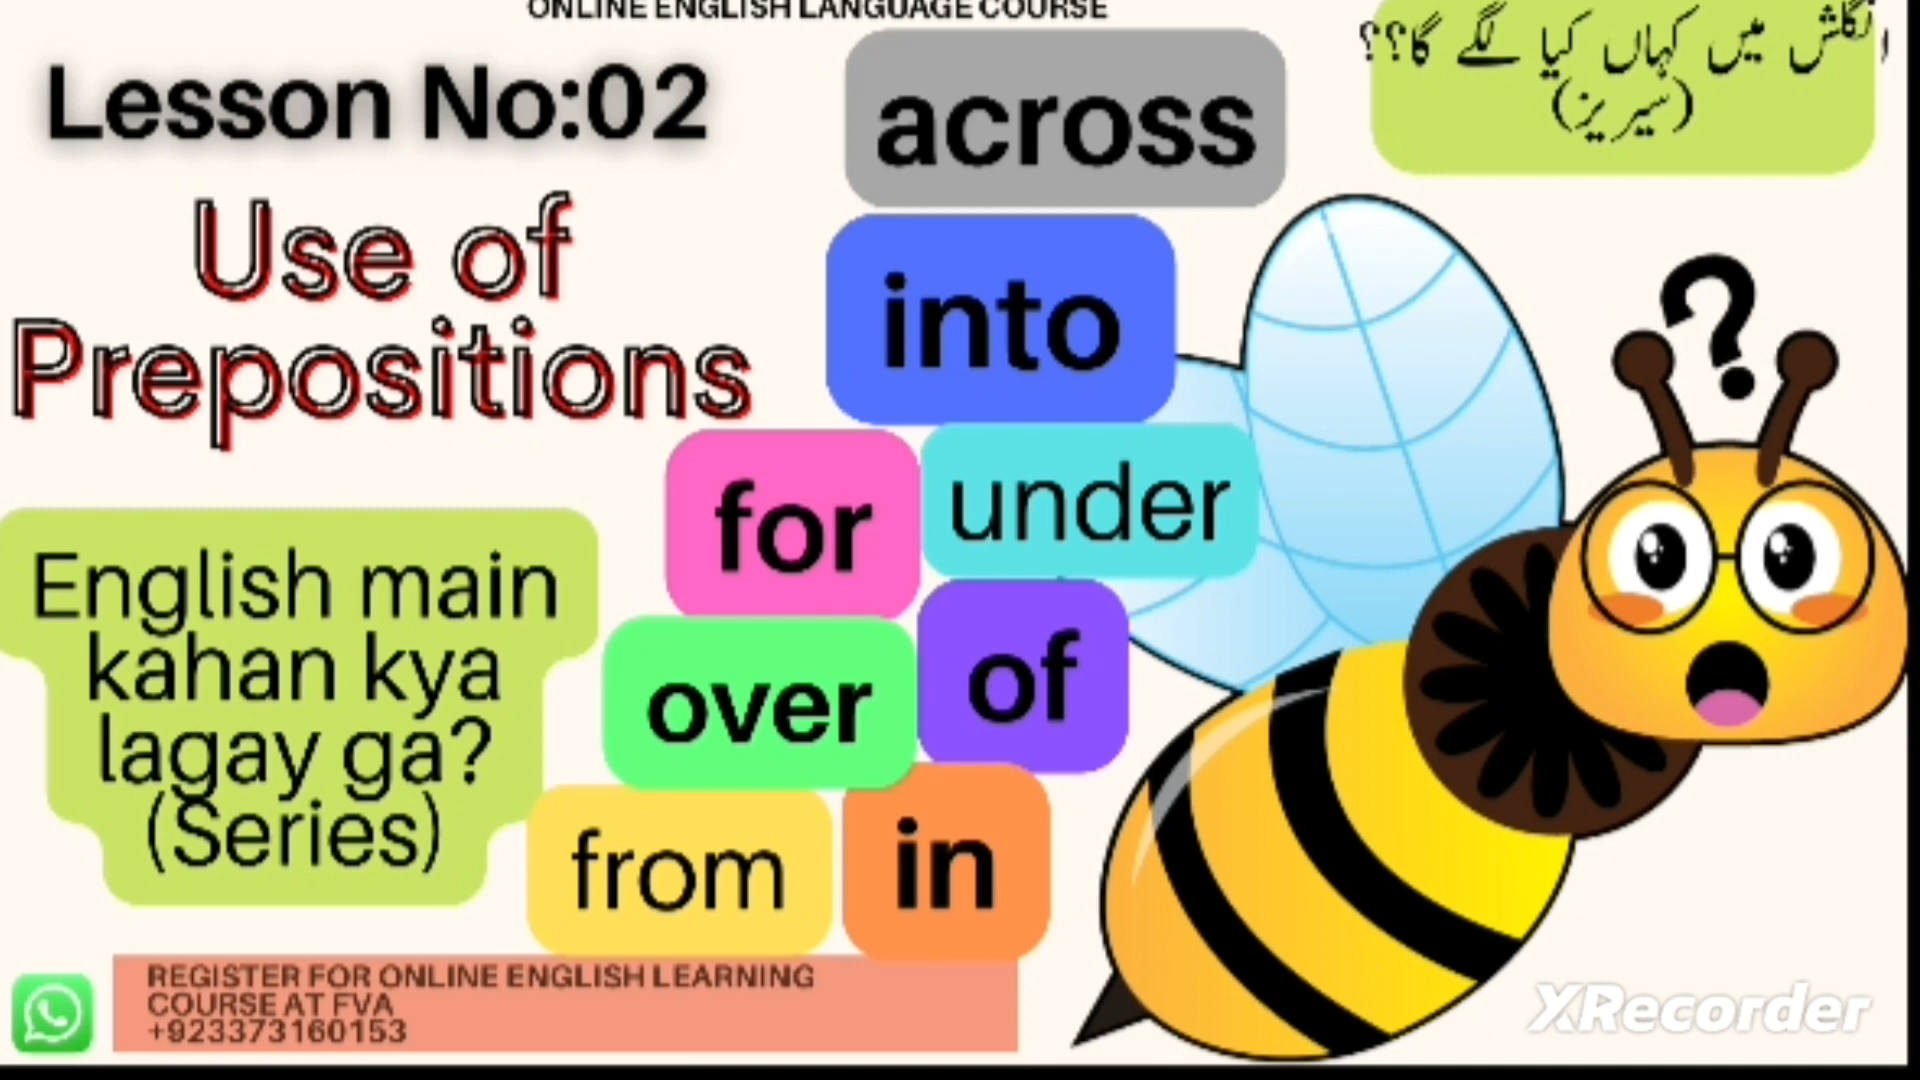 ONLINE ENGLISH LANGUAGE COURSE
Lesson No:02
Use of
Prepositions
across
into
for
under
over
of
from
in
انگلش میں کہاں کیا لگے گا؟؟
(سیریز)
?
English main
kahan kya
lagay ga?
(Series)
REGISTER FOR ONLINE ENGLISH LEARNING
COURSE AT FVA
+923373160153
XRecorder